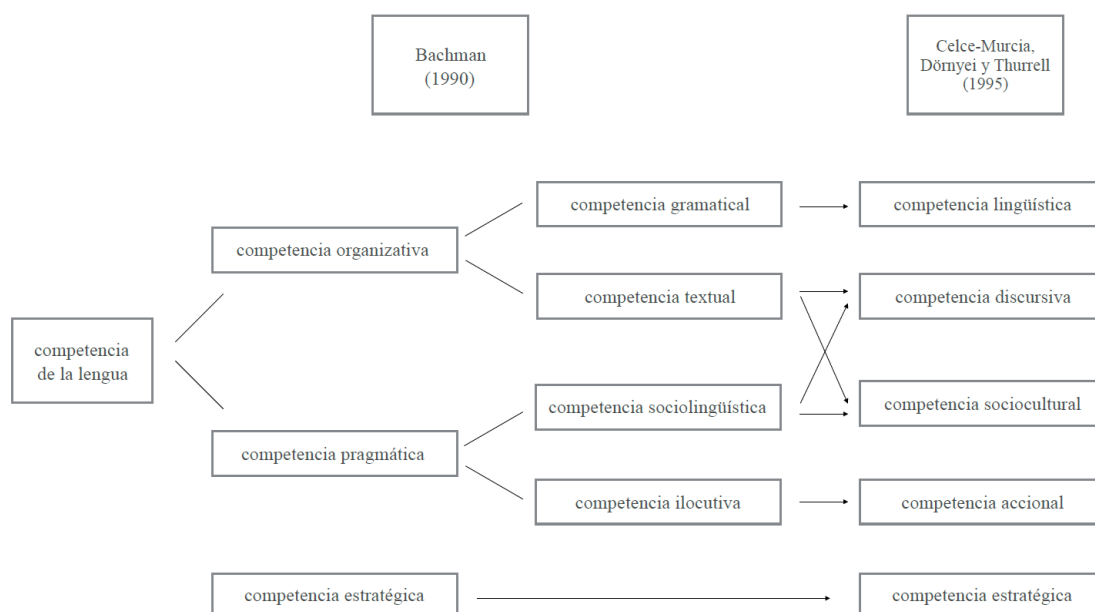 Bachman
(1990)
Celce-Murcia,
Dörnyei y Thurrell
(1995)
competencia gramatical
competencia lingüística
competencia organizativa
competencia textual
competencia discursiva
competencia
de la lengua
competencia sociolingüística
competencia sociocultural
competencia pragmática
competencia ilocutiva
competencia accional
competencia estratégica
competencia estratégica